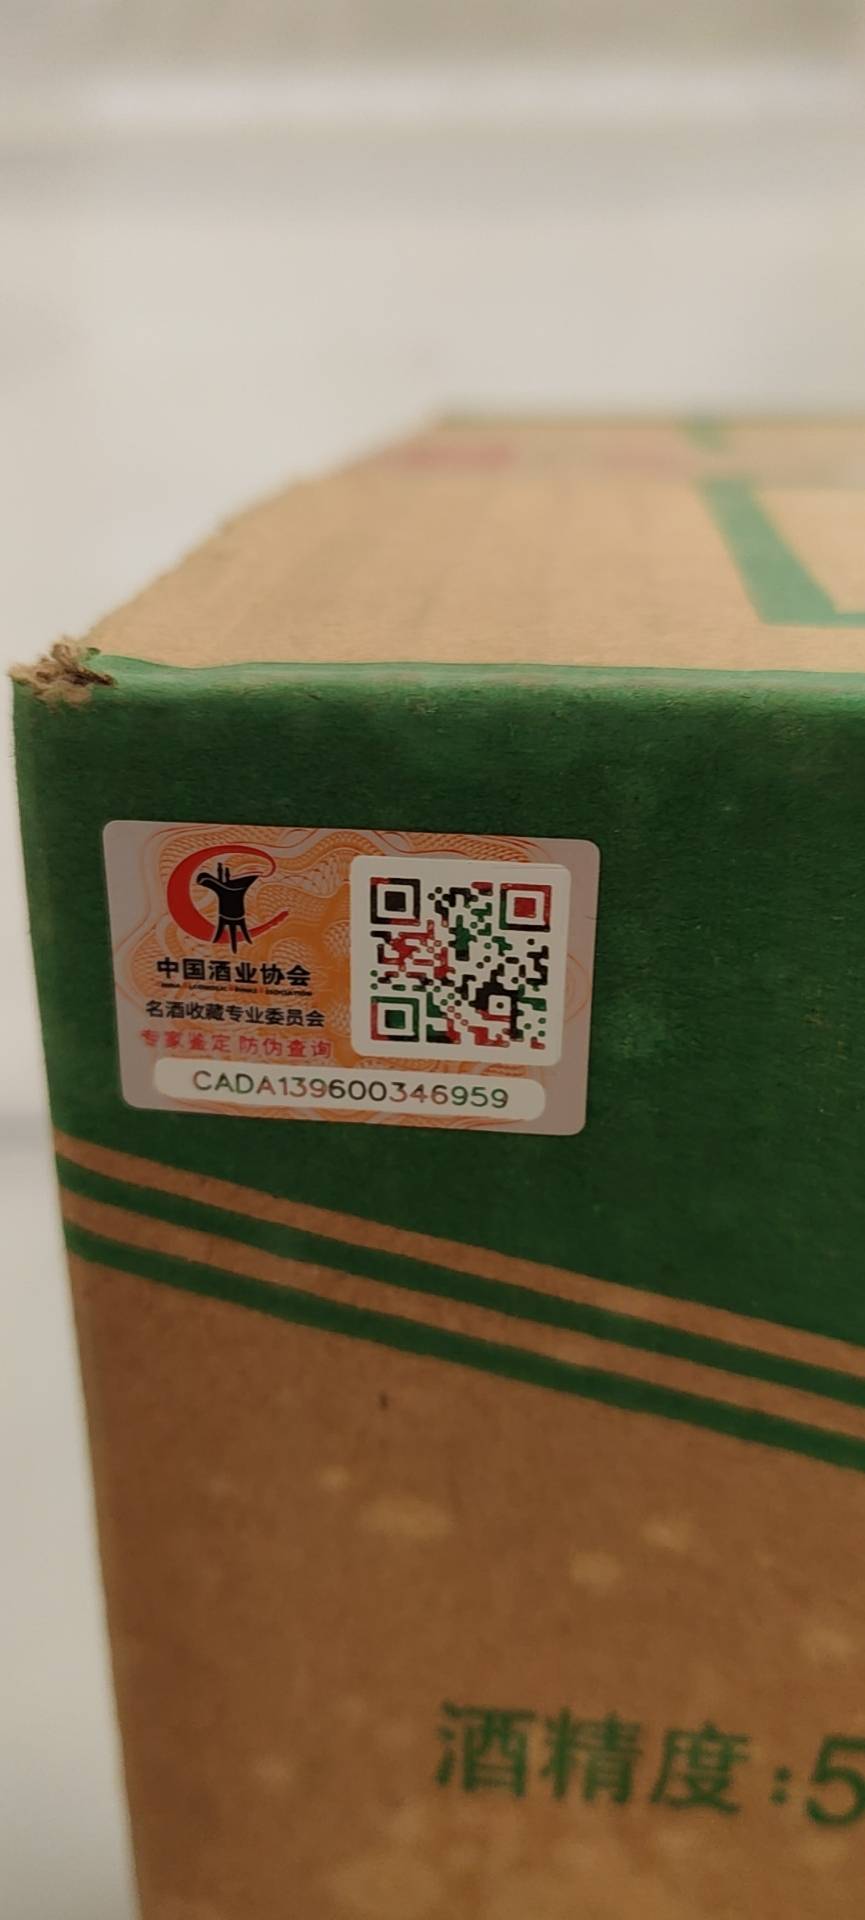 中国酒业协会
名酒收藏专业委员会
专家鉴定 防伪查询
CADA139600346959
酒精度:5